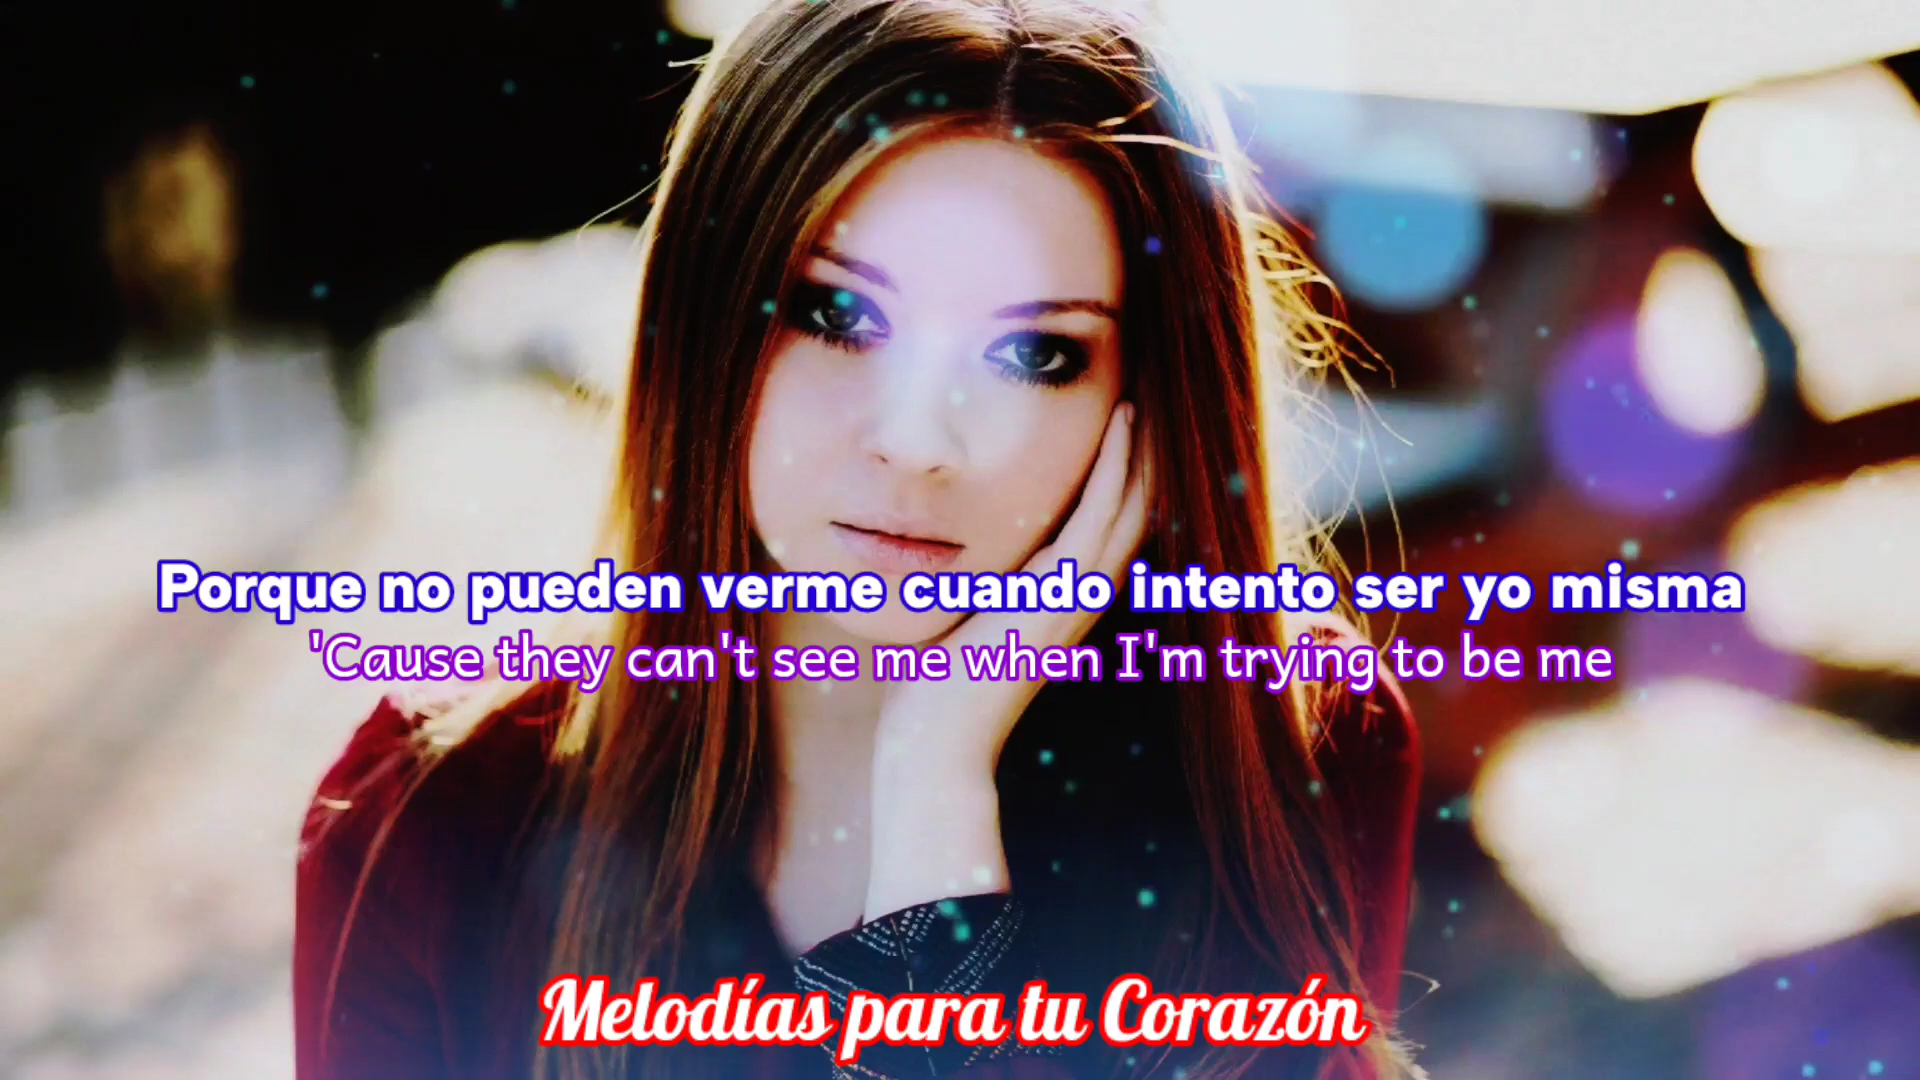 Porque no pueden verme cuando intento ser yo misma
'Cause they can't see me when I'm trying to be me
Melodías para tu Corazón